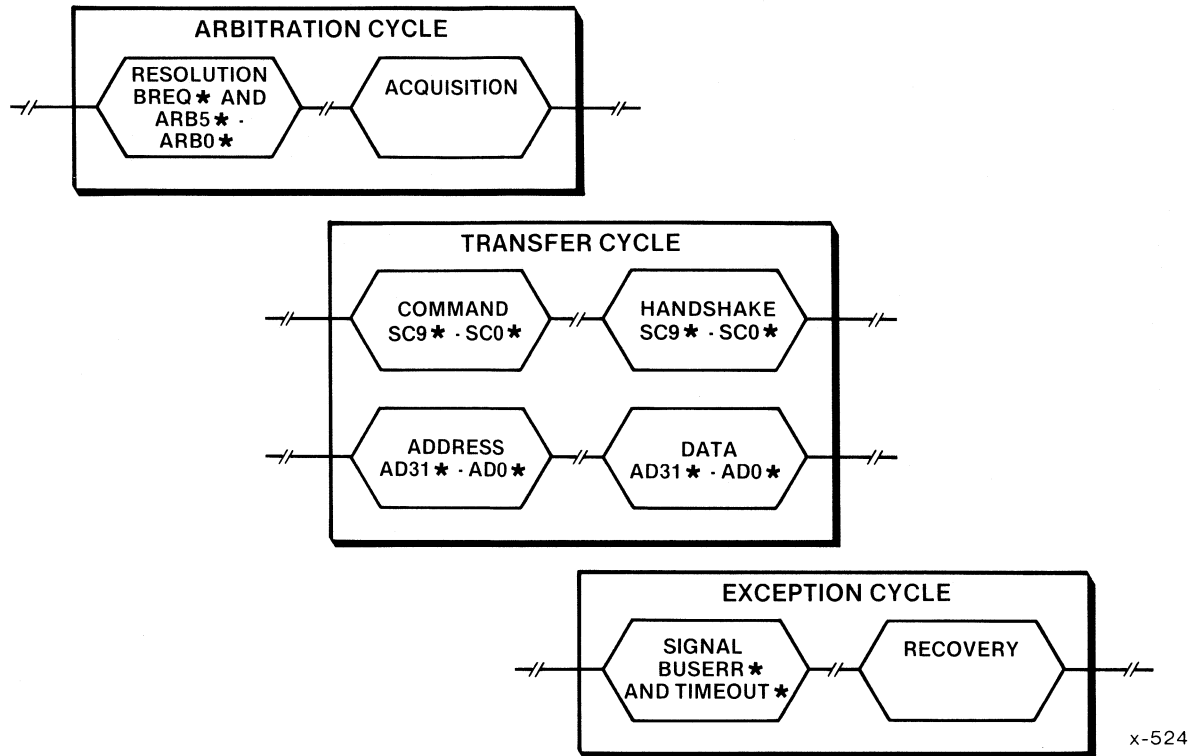 ARBITRATION CYCLE
RESOLUTION
BREQ* AND
ARB5* -
ARB0*
ACQUISITION
TRANSFER CYCLE
COMMAND
SC9* - SC0*
HANDSHAKE
SC9* - SC0*
ADDRESS
AD31* - AD0*
DATA
AD31* - AD0*
EXCEPTION CYCLE
SIGNAL
BUSERR*
AND TIMEOUT*
RECOVERY
x-524